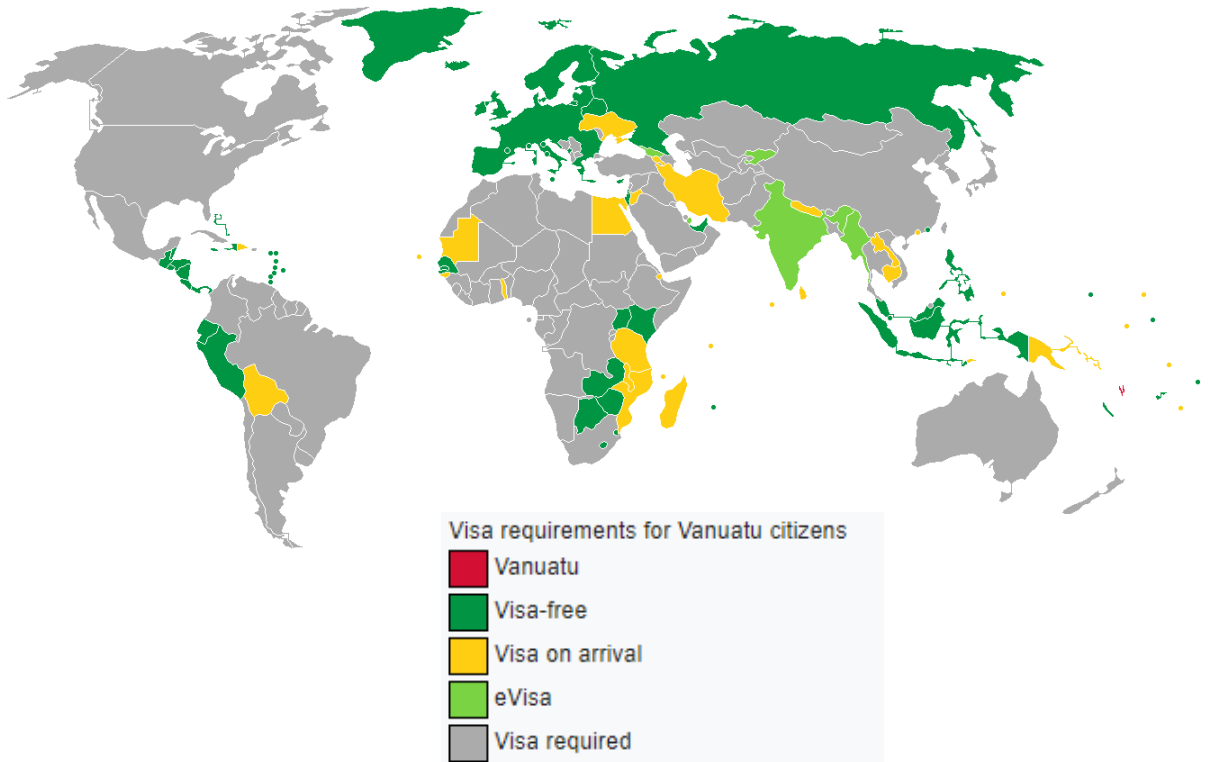 Visa requirements for Vanuatu citizens
Vanuatu
Visa-free
Visa on arrival
eVisa
Visa required